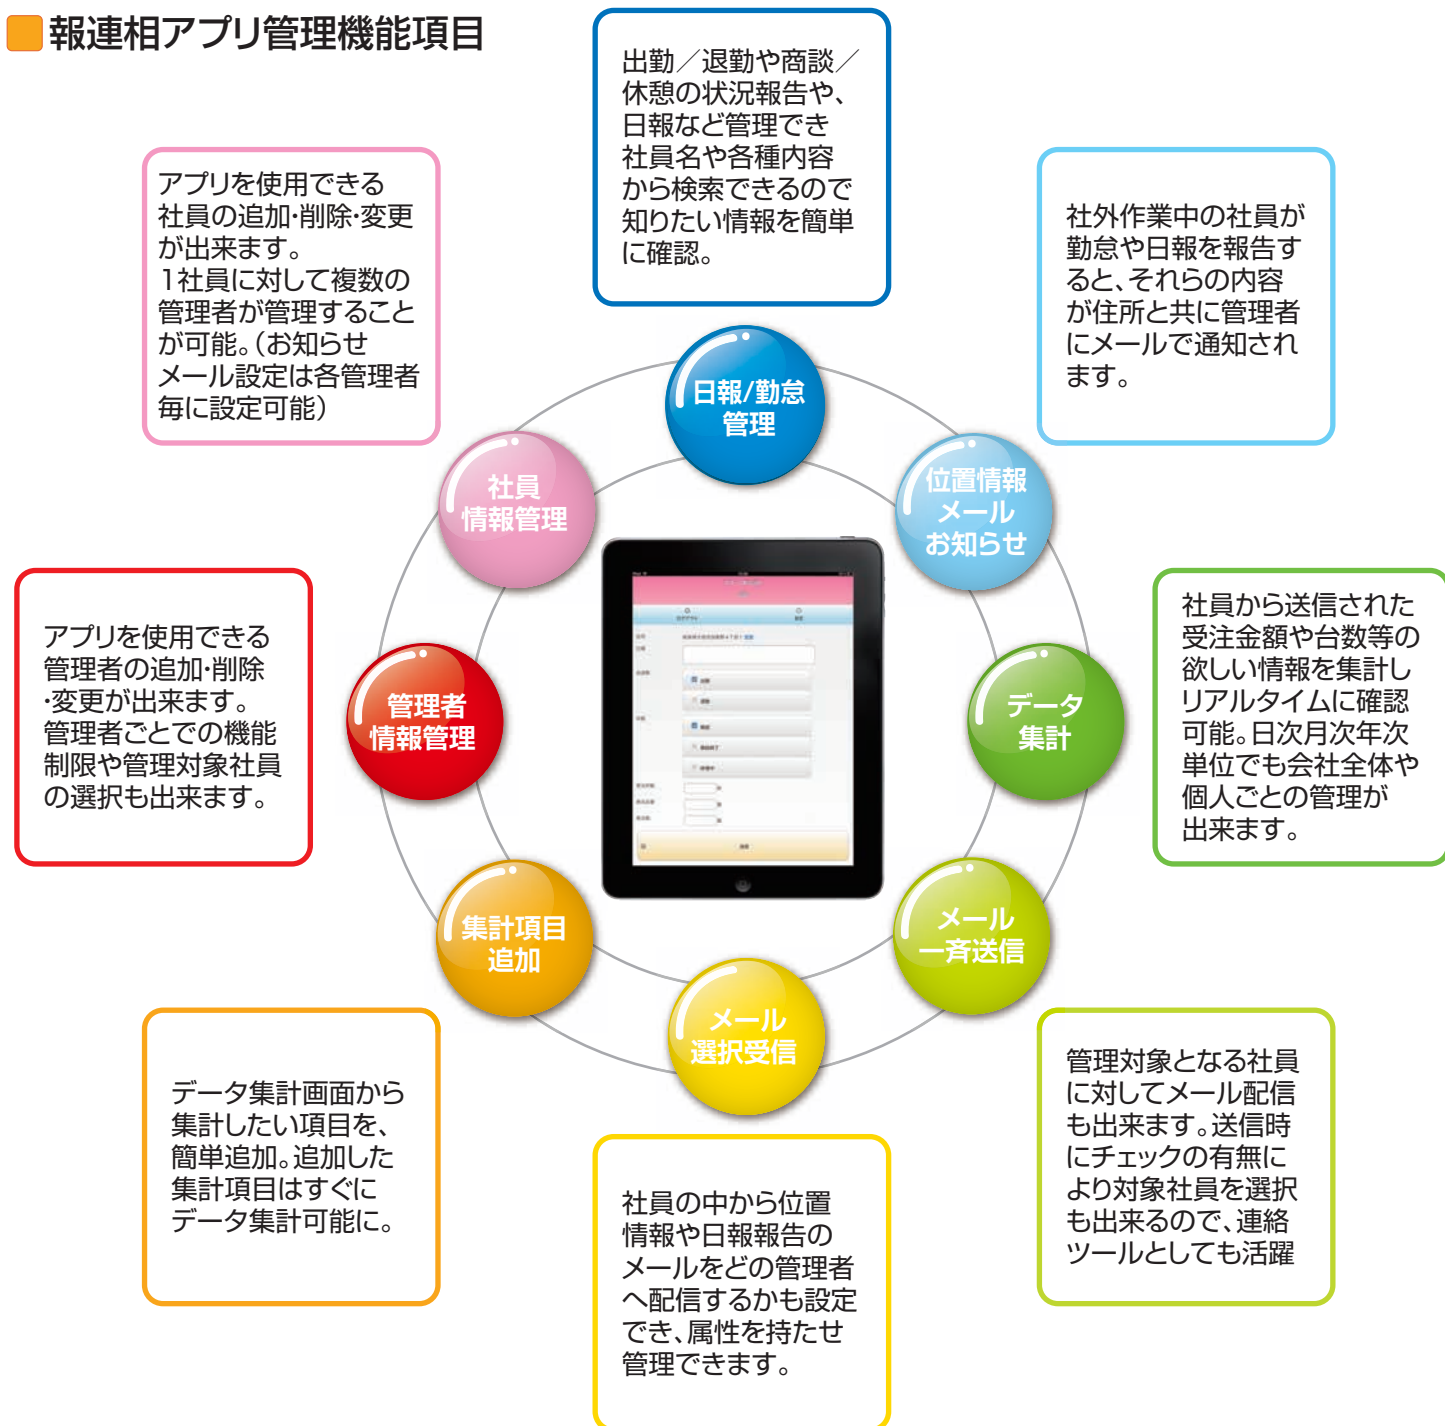 報連相アプリ管理機能項目
出勤／退勤や商談／
休憩の状況報告や、
日報など管理でき
社員名や各種内容
から検索できるので
知りたい情報を簡単
に確認。
アプリを使用できる
社員の追加・削除・変更
が出来ます。
1社員に対して複数の
管理者が管理すること
が可能。（お知らせ
メール設定は各管理者
毎に設定可能）
社外作業中の社員が
勤怠や日報を報告す
ると、それらの内容
が住所と共に管理者
にメールで通知され
ます。
日報/勤怠
管理
社員
情報管理
位置情報
メール
お知らせ
アプリを使用できる
管理者の追加・削除
・変更が出来ます。
管理者ごとでの機能
制限や管理対象社員
の選択も出来ます。
管理者
情報管理
データ
集計
社員から送信された
受注金額や台数等の
欲しい情報を集計し
リアルタイムに確認
可能。日次月次年次
単位でも会社全体や
個人ごとの管理が
出来ます。
集計項目
追加
メール
一斉送信
メール
選択受信
データ集計画面から
集計したい項目を、
簡単追加。追加した
集計項目はすぐに
データ集計可能に。
社員の中から位置
情報や日報報告の
メールをどの管理者
へ配信するかも設定
でき、属性を持たせ
管理できます。
管理対象となる社員
に対してメール配信
も出来ます。送信時
にチェックの有無に
より対象社員を選択
も出来るので、連絡
ツールとしても活躍